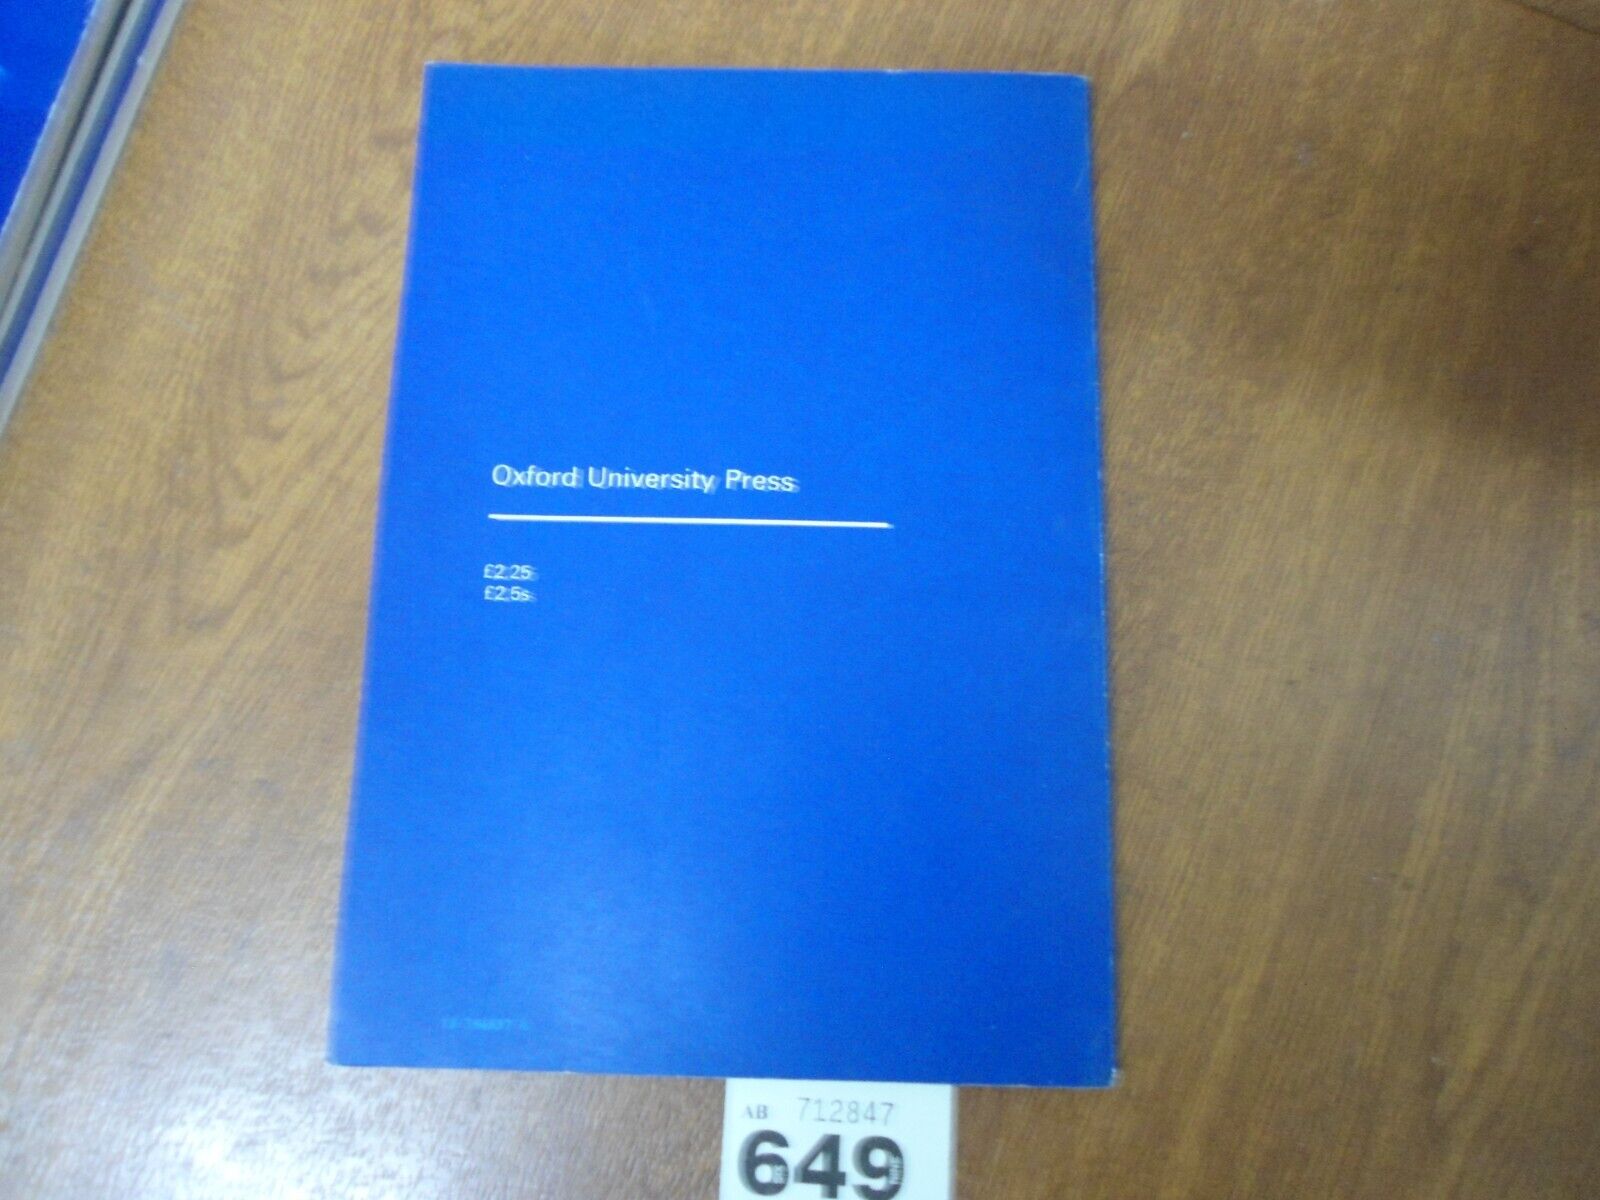 Oxford University Press
£2.25
£2.5s
AB 712847
649